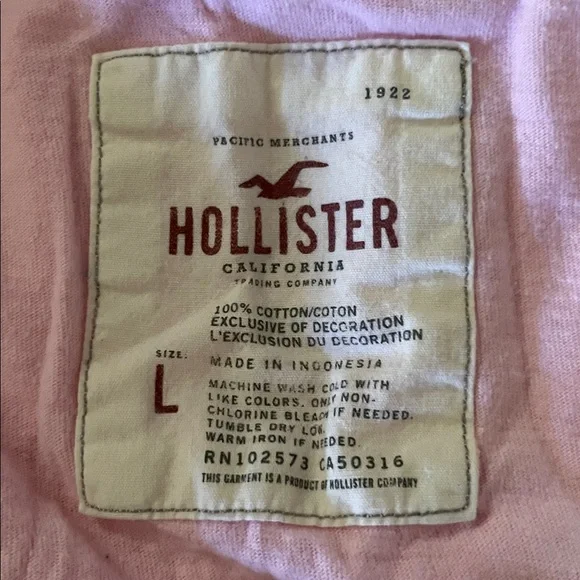 1922
PACIFIC MERCHANTS
HOLLISTER
CALIFORNIA
TRADING COMPANY
100% COTTON/COTON
EXCLUSIVE OF DECORATION
L'EXCLUSION DU DECORATION
SIZE:
L
MADE IN INDONESIA
MACHINE WASH COLD WITH
LIKE COLORS. ONLY NON-
CHLORINE BLEACH IF NEEDED.
TUMBLE DRY LOW.
WARM IRON IF NEEDED.
RN102573 CA50316
THIS GARMENT IS A PRODUCT OF HOLLISTER COMPANY